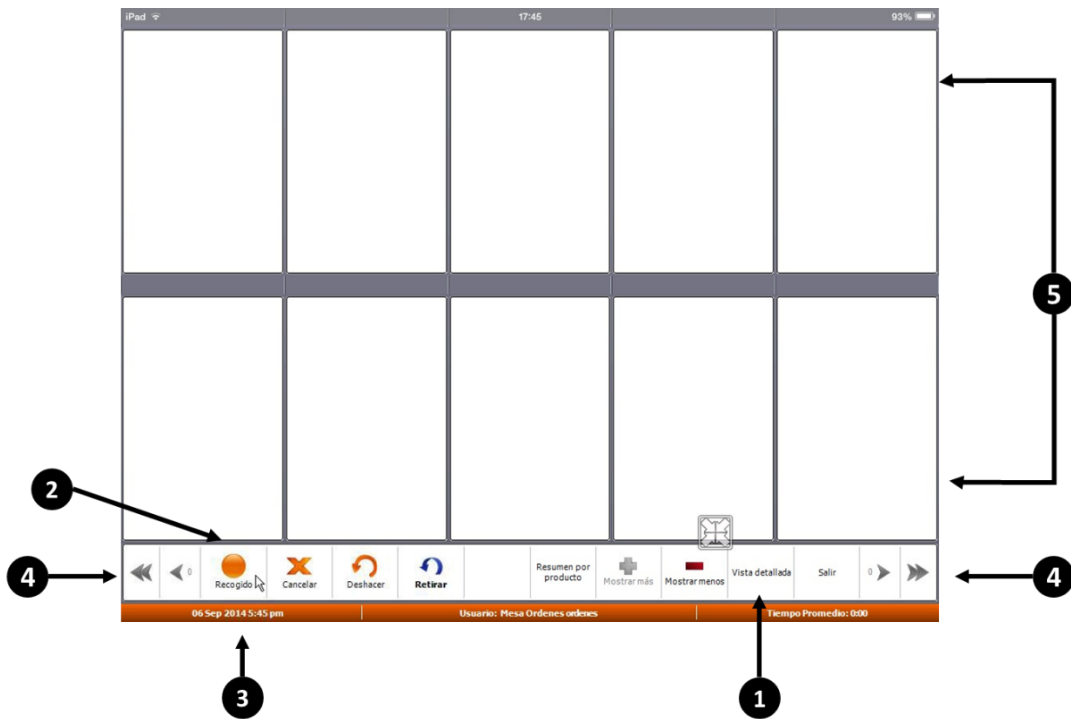 iPad 17:45 93%
5
2
4
0
Recogido
Cancelar
Deshacer
Retirar
Resumen por
producto
Mostrar más
Mostrar menos
Vista detallada
Salir
0
4
06 Sep 2014 5:45 pm
Usuario: Mesa Ordenes ordenes
Tiempo Promedio: 0:00
3
1